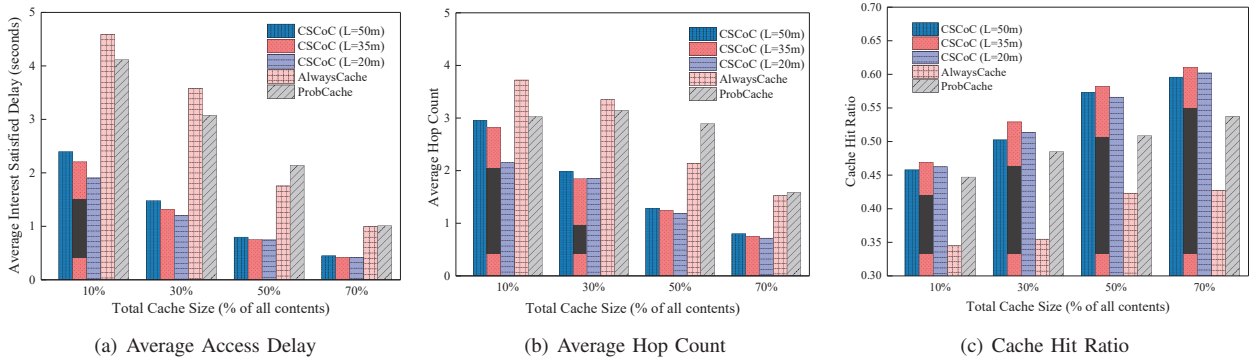 Average Interest Satisfied Delay (seconds)
5
4
3
2
1
0
CSCoC (L=50m)
CSCoC (L=35m)
CSCoC (L=20m)
AlwaysCache
ProbCache
10%
30%
50%
70%
Total Cache Size (% of all contents)
(a) Average Access Delay
Average Hop Count
5
4
3
2
1
0
CSCoC (L=50m)
CSCoC (L=35m)
CSCoC (L=20m)
AlwaysCache
ProbCache
10%
30%
50%
70%
Total Cache Size (% of all contents)
(b) Average Hop Count
Cache Hit Ratio
0.70
0.65
0.60
0.55
0.50
0.45
0.40
0.35
0.30
CSCoC (L=50m)
CSCoC (L=35m)
CSCoC (L=20m)
AlwaysCache
ProbCache
10%
30%
50%
70%
Total Cache Size (% of all contents)
(c) Cache Hit Ratio